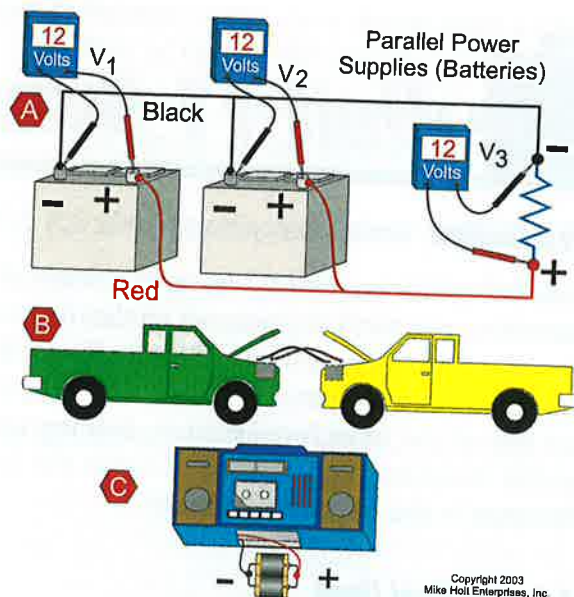 12
Volts
V1
12
Volts
V2
Parallel Power
Supplies (Batteries)
A
Black
12
Volts
V3
-
- +
- +
+
Red
B
C
- +
Copyright 2003
Mike Holt Enterprises, Inc.